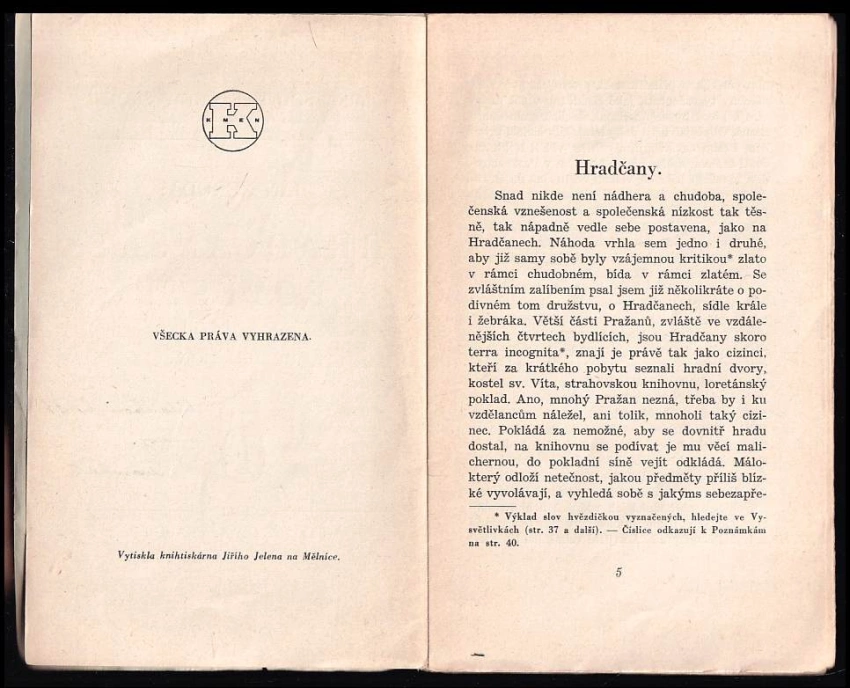 K
KMEN
VŠECKA PRÁVA VYHRAZENA.
Vytiskla knihtiskárna Jiřího Jelena na Mělníce.
Hradčany.
Snad nikde není nádhera a chudoba, spole-
čenská vznešenost a společenská nízkost tak těs-
ně, tak nápadně vedle sebe postavena, jako na
Hradčanech. Náhoda vrhla sem jedno i druhé,
aby již samy sobě byly vzájemnou kritikou* zlato
v rámci chudobném, bída v rámci zlatém. Se
zvláštním zalíbením psal jsem již několikráte o po-
divném tom družstvu, o Hradčanech, sídle krále
i žebráka. Větší části Pražanů, zvláště ve vzdále-
nějších čtvrtech bydlících, jsou Hradčany skoro
terra incognita*, znají je právě tak jako cizinci,
kteří za krátkého pobytu seznali hradní dvory,
kostel sv. Víta, strahovskou knihovnu, loretánský
poklad. Ano, mnohý Pražan nezná, třeba by i ku
vzdělancům náležel, ani tolik, mnoholi taký cizi-
nec. Pokládá za nemožné, aby se dovnitř hradu
dostal, na knihovnu se podívat je mu věcí mali-
chernou, do pokladní síně vejít odkládá. Málo-
který odloží netečnost, jakou předměty příliš blíz-
ké vyvolávají, a vyhledá sobě s jakýms sebezapře-
* Výklad slov hvězdičkou vyznačených, hledejte ve Vy-
světlivkách (str. 37 a další). — Číslice odkazují k Poznámkám
na str. 40.
5